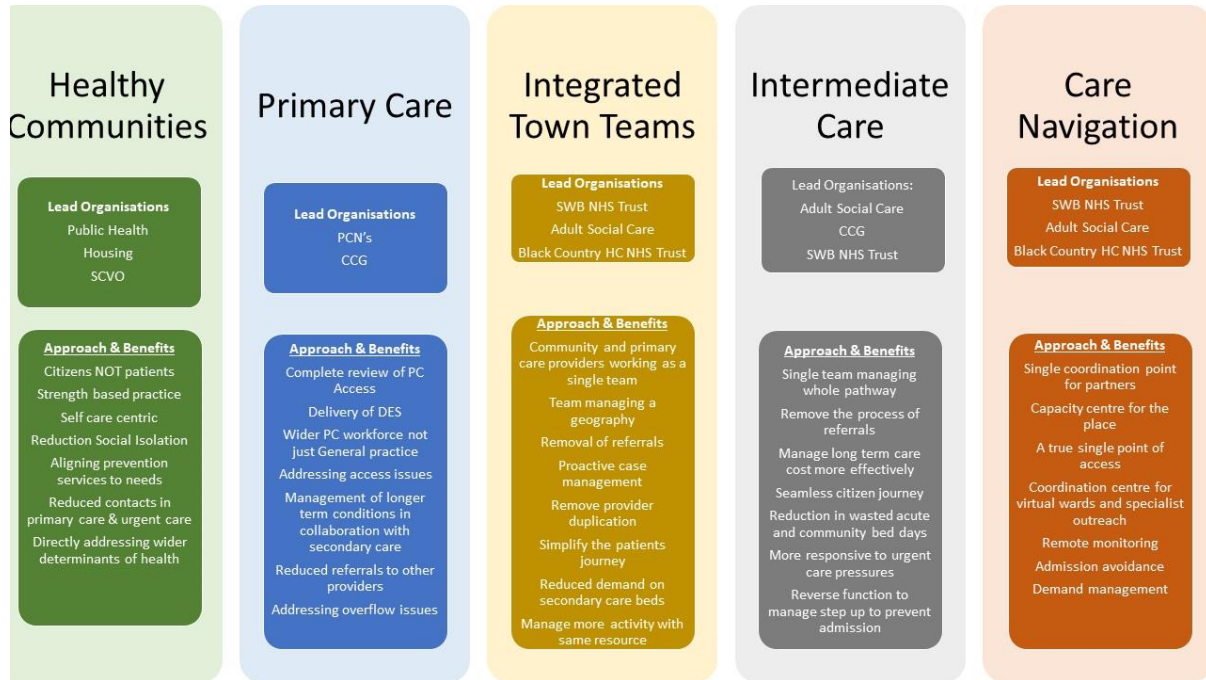 Healthy
Communities
Lead Organisations
Public Health
Housing
SCVO
Approach & Benefits
Citizens NOT patients
Strength based practice
Self care centric
Reduction Social Isolation
Aligning prevention
services to needs
Reduced contacts in
primary care & urgent care
Directly addressing wider
determinants of health
Primary Care
Lead Organisations
PCN's
CCG
Approach & Benefits
Complete review of PC
Access
Delivery of DES
Wider PC workforce not
just General practice
Addressing access issues
Management of longer
term conditions in
collaboration with
secondary care
Reduced referrals to other
providers
Addressing overflow issues
Integrated
Town Teams
Lead Organisations
SWB NHS Trust
Adult Social Care
Black Country HC NHS Trust
Approach & Benefits
Community and primary
care providers working as a
single team
Team managing a
geography
Removal of referrals
Proactive case
management
Remove provider
duplication
Simplify the patients
journey
Reduced demand on
secondary care beds
Manage more activity with
same resource
Intermediate
Care
Lead Organisations:
Adult Social Care
CCG
SWB NHS Trust
Approach & Benefits
Single team managing
whole pathway
Remove the process of
referrals
Manage long term care
cost more effectively
Seamless citizen journey
Reduction in wasted acute
and community bed days
More responsive to urgent
care pressures
Reverse function to
manage step up to prevent
admission
Care
Navigation
Lead Organisations
SWB NHS Trust
Adult Social Care
Black Country HC NHS Trust
Approach & Benefits
Single coordination point
for partners
Capacity centre for the
place
A true single point of
access
Coordination centre for
virtual wards and specialist
outreach
Remote monitoring
Admission avoidance
Demand management